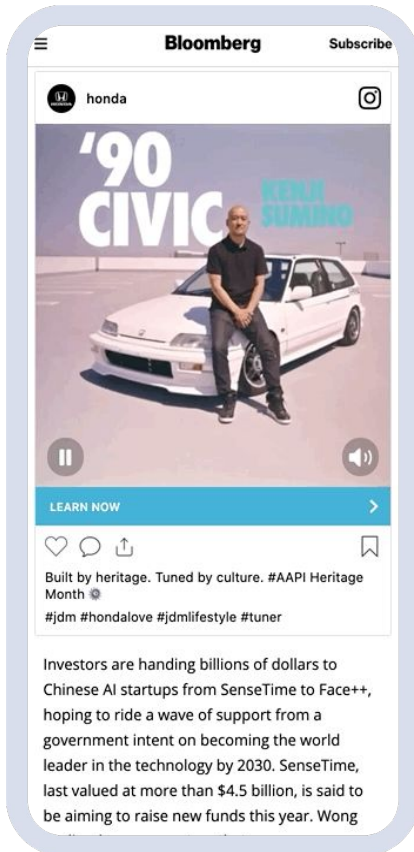 Bloomberg
Subscribe
honda
'90
CIVIC
KENJI
SUMINO
LEARN NOW
Built by heritage. Tuned by culture. #AAPI Heritage
Month
#jdm #hondalove #jdmlifestyle #tuner
Investors are handing billions of dollars to
Chinese AI startups from SenseTime to Face++,
hoping to ride a wave of support from a
government intent on becoming the world
leader in the technology by 2030. SenseTime,
last valued at more than $4.5 billion, is said to
be aiming to raise new funds this year. Wong